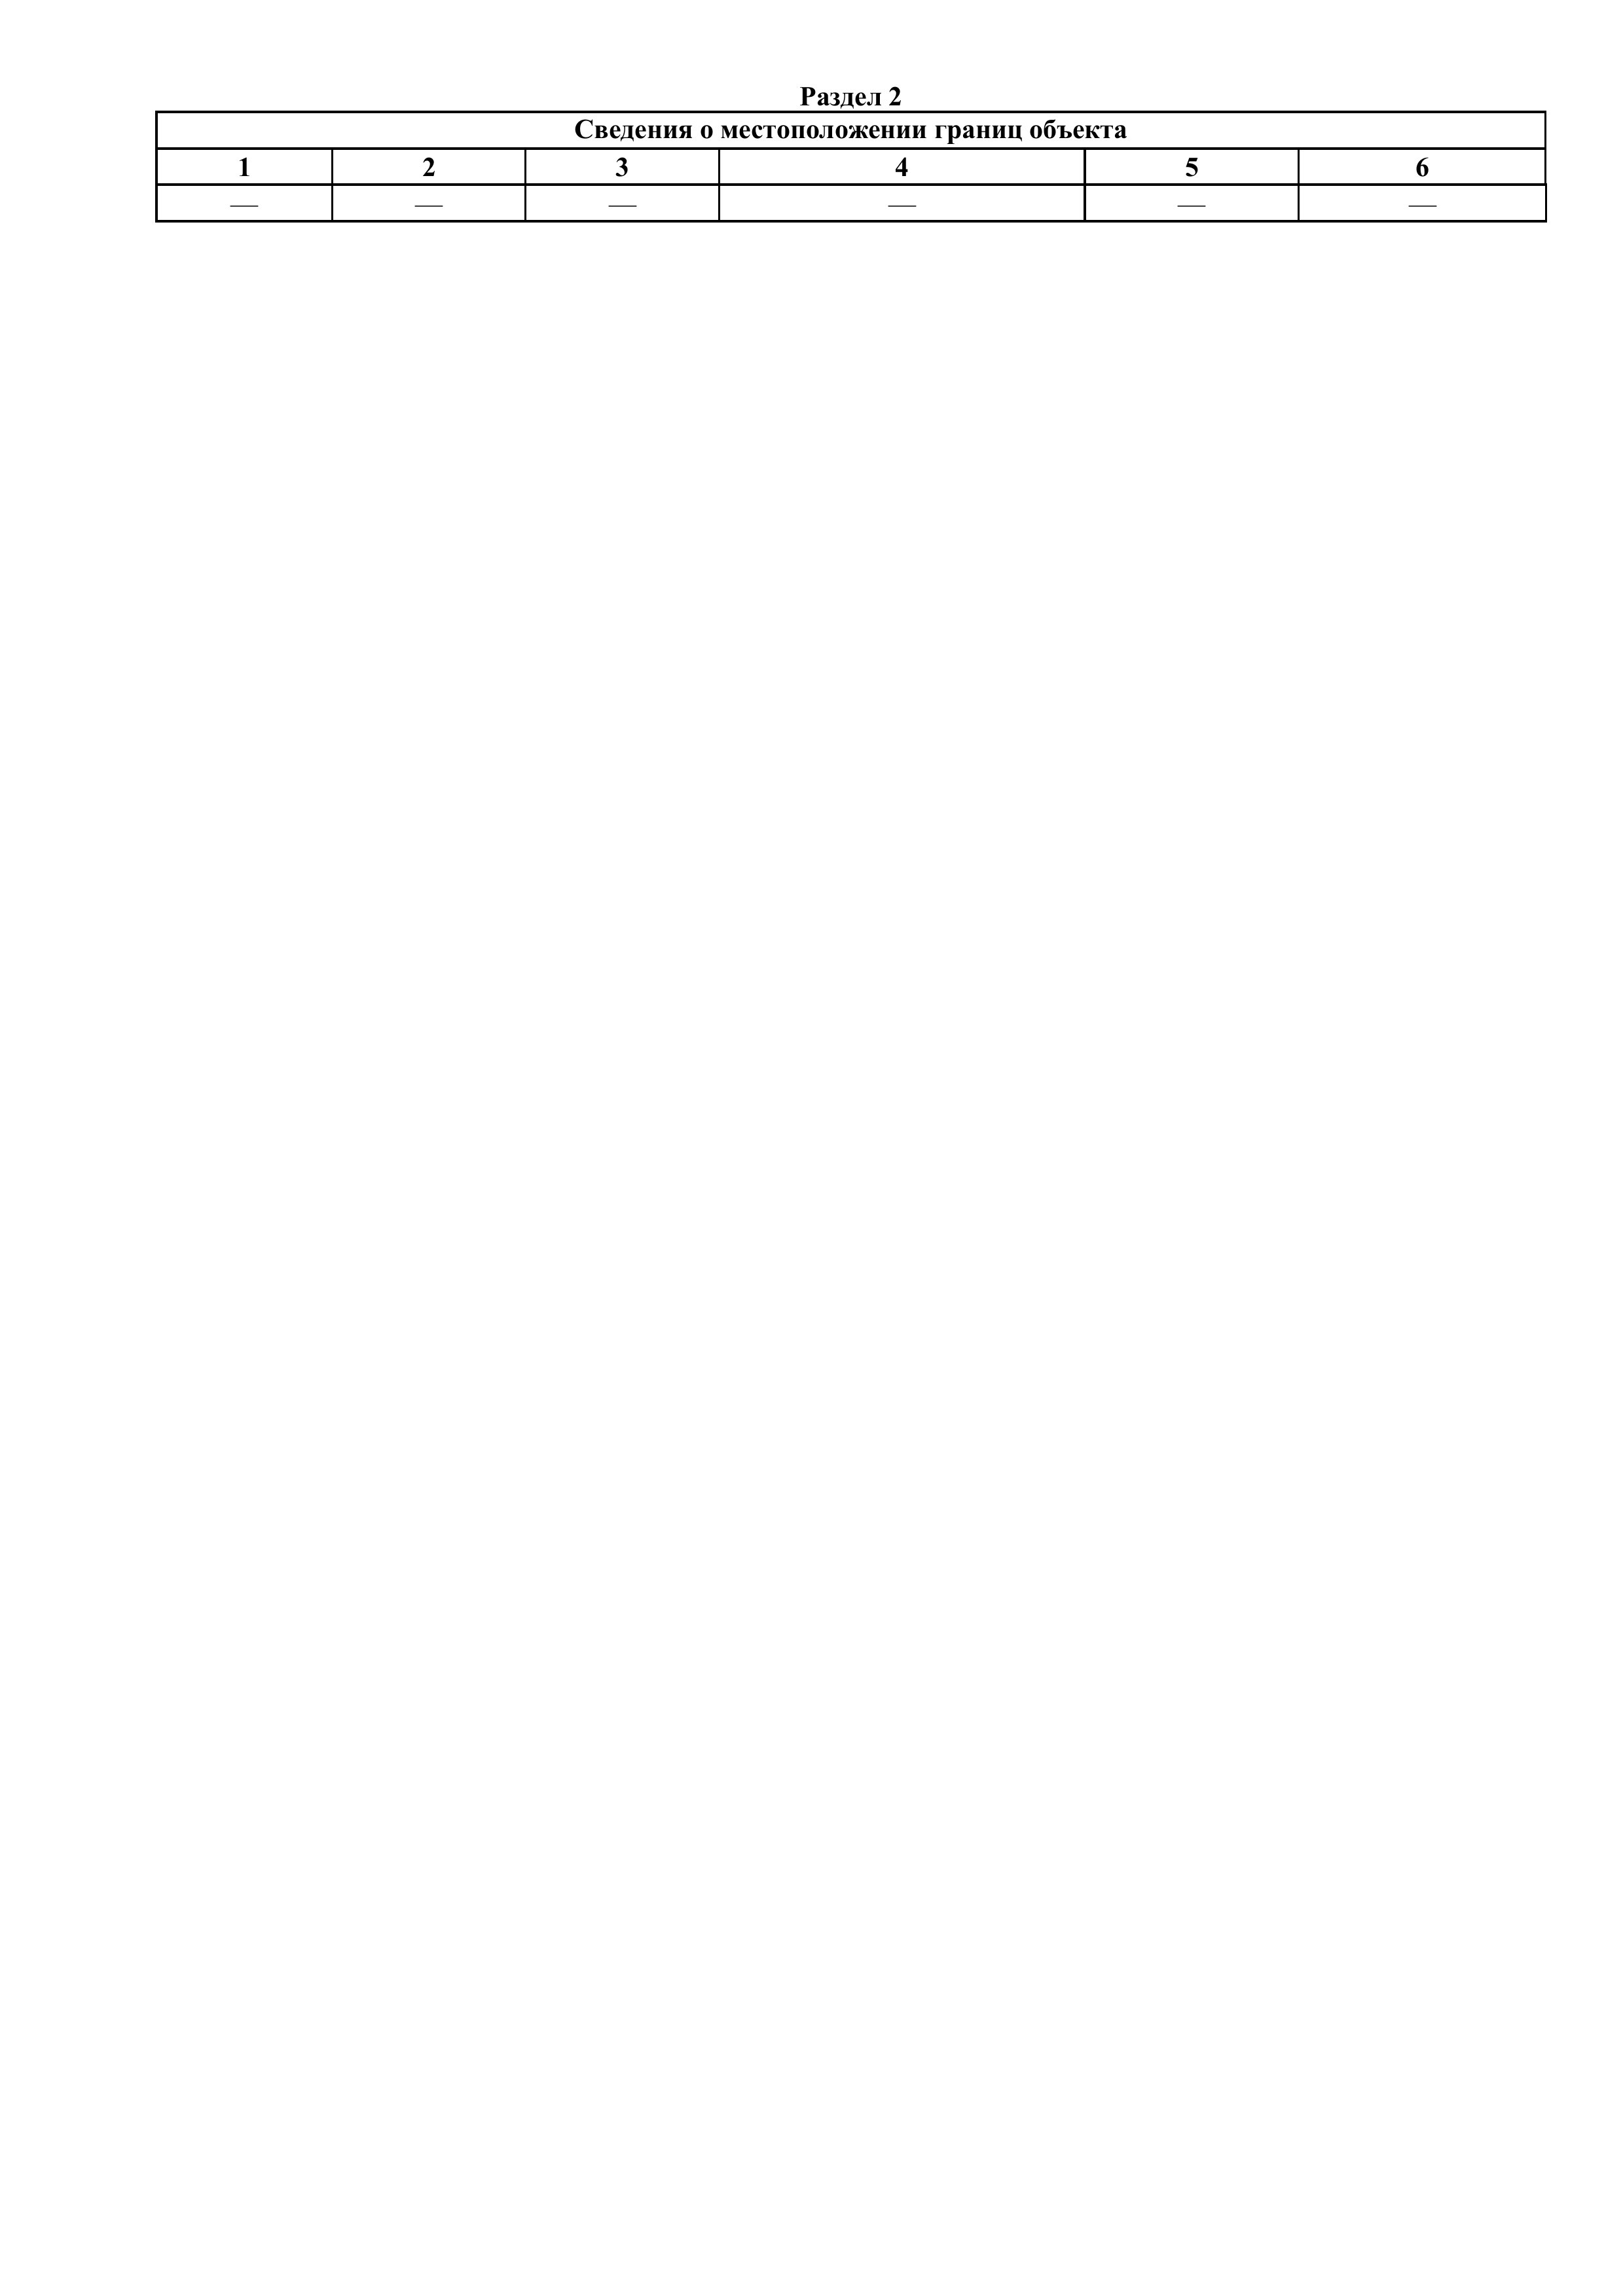 Раздел 2
Сведения о местоположении границ объекта
1 2 3 4 5 6
— — — — — —